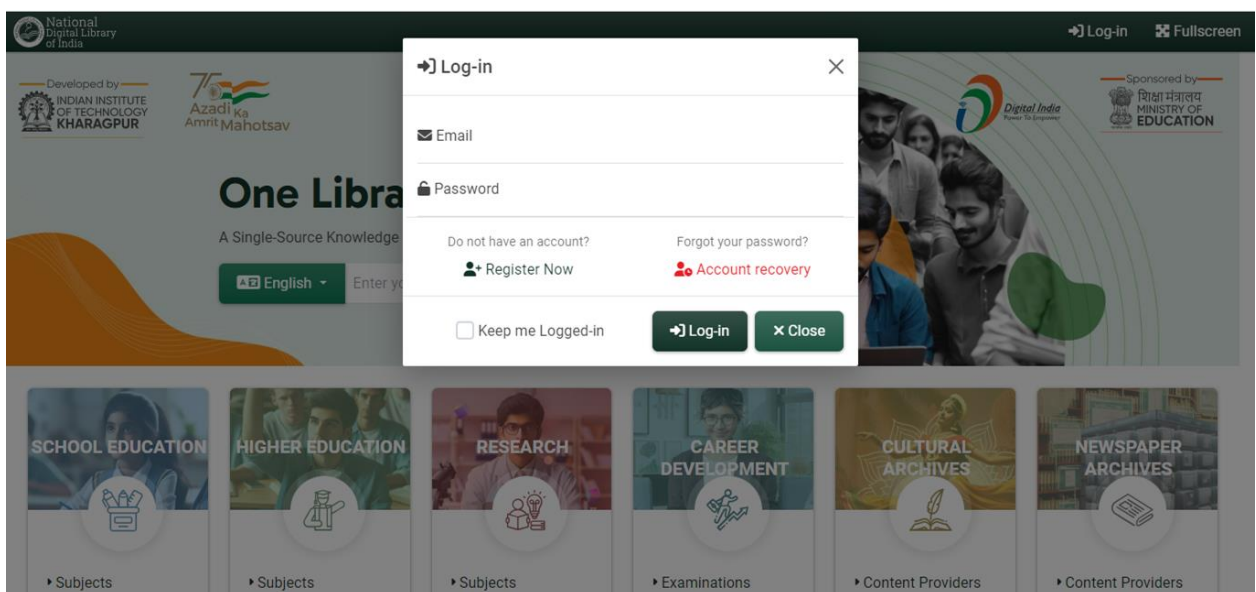 National
Digital Library
of India
Log-in
Fullscreen
Developed by
INDIAN INSTITUTE
OF TECHNOLOGY
KHARAGPUR
75
Azadi Ka
Amrit Mahotsav
Digital India
Power To Empower
Sponsored by
शिक्षा मंत्रालय
MINISTRY OF
EDUCATION
One Libra
A Single-Source Knowledge
English
Enter yo
Log-in
Email
Password
Do not have an account?
Forgot your password?
Register Now
Account recovery
Keep me Logged-in
Log-in
Close
SCHOOL EDUCATION
HIGHER EDUCATION
RESEARCH
CAREER
DEVELOPMENT
CULTURAL
ARCHIVES
NEWSPAPER
ARCHIVES
Subjects
Subjects
Subjects
Examinations
Content Providers
Content Providers